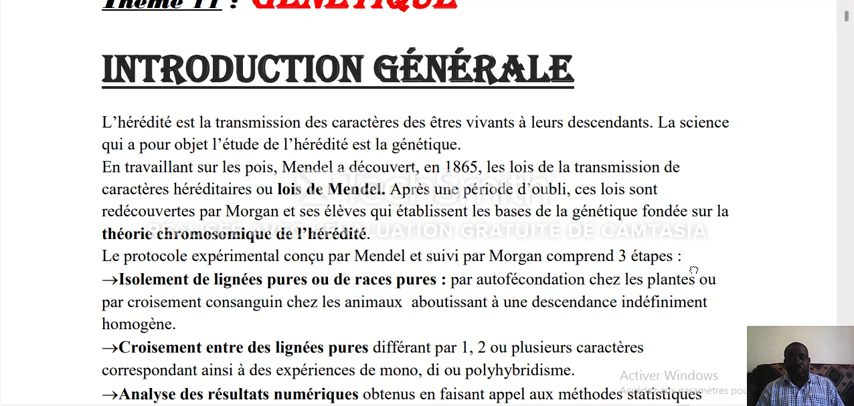 Thème 11 : GÉNÉTIQUE
INTRODUCTION GÉNÉRALE
L'hérédité est la transmission des caractères des êtres vivants à leurs descendants. La science
qui a pour objet l'étude de l'hérédité est la génétique.
En travaillant sur les pois, Mendel a découvert, en 1865, les lois de la transmission de
caractères héréditaires ou lois de Mendel. Après une période d'oubli, ces lois sont
TechSmith
redécouvertes par Morgan et ses élèves qui établissent les bases de la génétique fondée sur la
théorie chromosomique de l'hérédité.
ÉVALUATION GRATUITE DE CAMTASIA
Le protocole expérimental conçu par Mendel et suivi par Morgan comprend 3 étapes :
→Isolement de lignées pures ou de races pures : par autofécondation chez les plantes ou
par croisement consanguin chez les animaux aboutissant à une descendance indéfiniment
homogène.
→Croisement entre des lignées pures différant par 1, 2 ou plusieurs caractères
correspondant ainsi à des expériences de mono, di ou polyhybridisme.
Activer Windows
→Analyse des résultats numériques obtenus en faisant appel aux méthodes statistiques